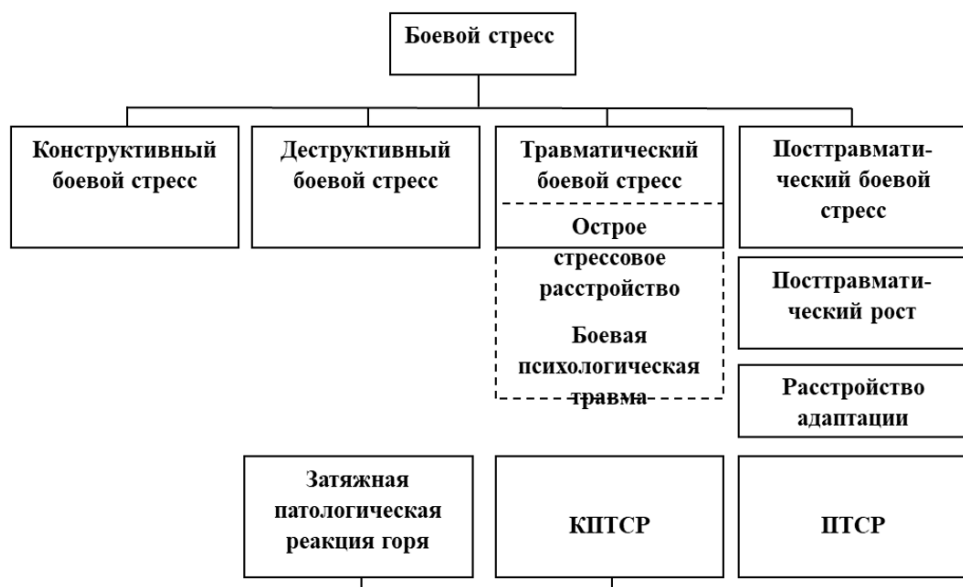 Боевой стресс
Конструктивный
боевой стресс
Деструктивный
боевой стресс
Травматический
боевой стресс
Острое
стрессовое
расстройство
Боевая
психологическая
травма
Посттравмати-
ческий боевой
стресс
Посттравмати-
ческий рост
Расстройство
адаптации
Затяжная
патологическая
реакция горя
КПТСР
ПТСР